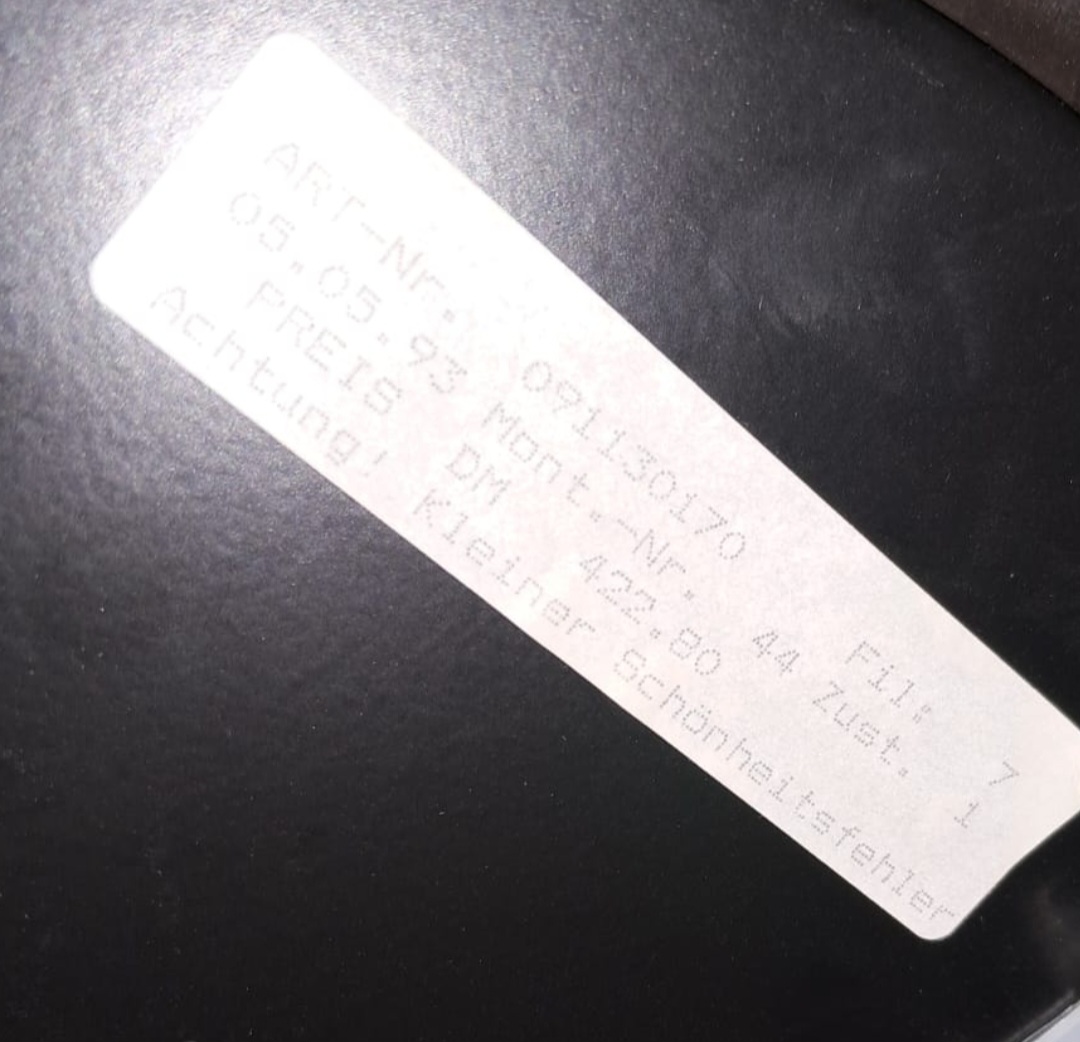 ART-Nr. 091130170 Fil: 7
05.05.93 Mont.-Nr. 44 Zust. 1
PREIS DM 422.80
Achtung! Kleiner Schönheitsfehler